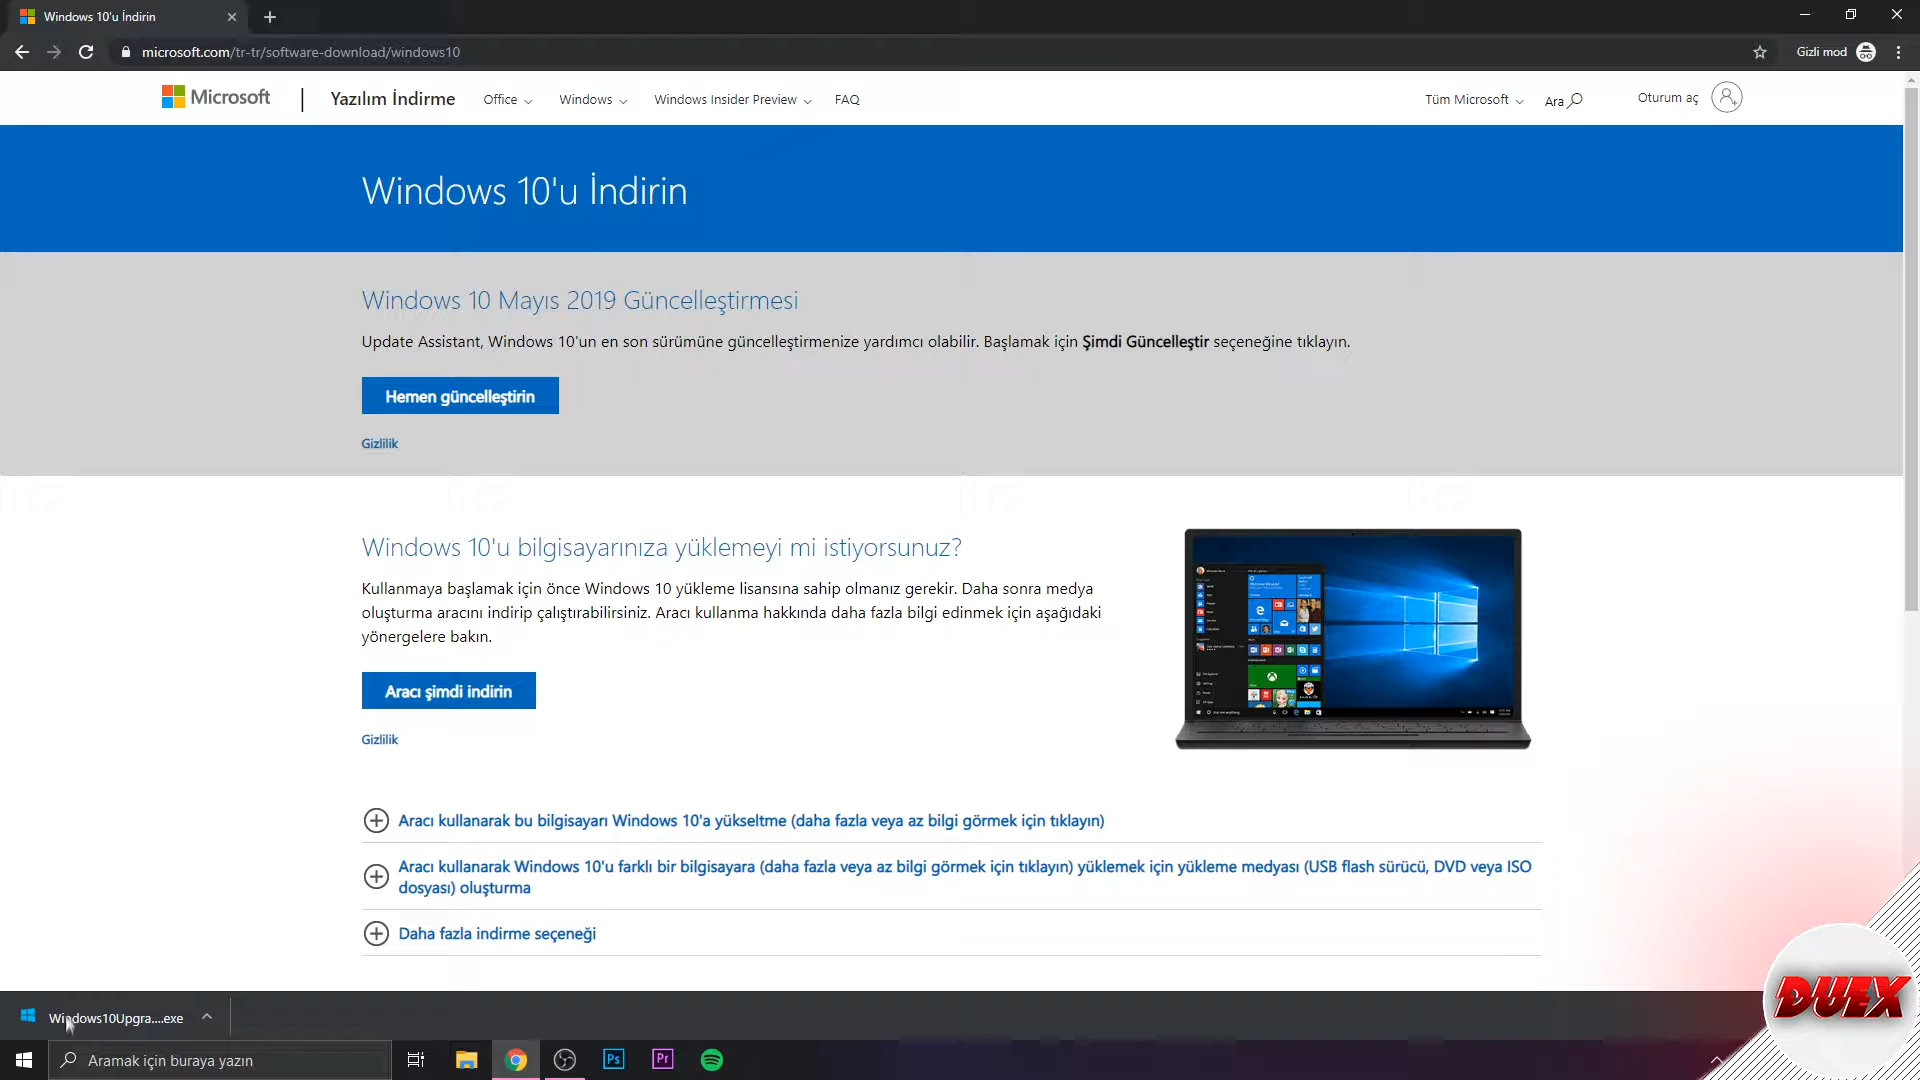 Windows 10'u İndirin
microsoft.com/tr-tr/software-download/windows10
Gizli mod
Microsoft
Yazılım İndirme
Office
Windows
Windows Insider Preview
FAQ
Tüm Microsoft
Ara
Oturum aç
Windows 10'u İndirin
Windows 10 Mayıs 2019 Güncelleştirmesi
Update Assistant, Windows 10'un en son sürümüne güncelleştirmenize yardımcı olabilir. Başlamak için Şimdi Güncelleştir seçeneğine tıklayın.
Hemen güncelleştirin
Gizlilik
Windows 10'u bilgisayarınıza yüklemeyi mi istiyorsunuz?
Kullanmaya başlamak için önce Windows 10 yükleme lisansına sahip olmanız gerekir. Daha sonra medya
oluşturma aracını indirip çalıştırabilirsiniz. Aracı kullanma hakkında daha fazla bilgi edinmek için aşağıdaki
yönergelere bakın.
Aracı şimdi indirin
Gizlilik
Aracı kullanarak bu bilgisayarı Windows 10'a yükseltme (daha fazla veya az bilgi görmek için tıklayın)
Aracı kullanarak Windows 10'u farklı bir bilgisayara (daha fazla veya az bilgi görmek için tıklayın) yüklemek için yükleme medyası (USB flash sürücü, DVD veya ISO
dosyası) oluşturma
Daha fazla indirme seçeneği
DUEX
Windows10Upgra....exe
Aramak için buraya yazın
Ps
Pr